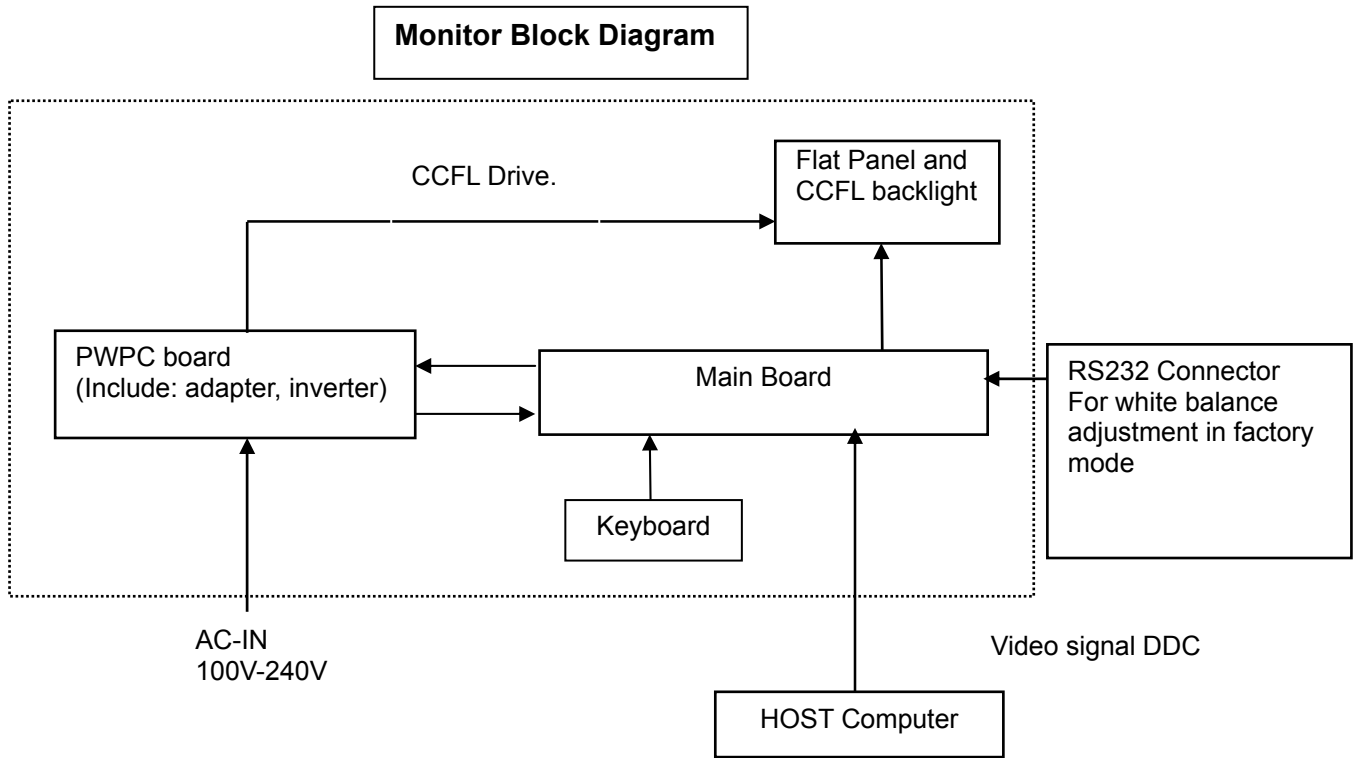 Monitor Block Diagram
CCFL Drive.
Flat Panel and
CCFL backlight
PWPC board
(Include: adapter, inverter)
Main Board
RS232 Connector
For white balance
adjustment in factory
mode
Keyboard
AC-IN
100V-240V
Video signal DDC
HOST Computer